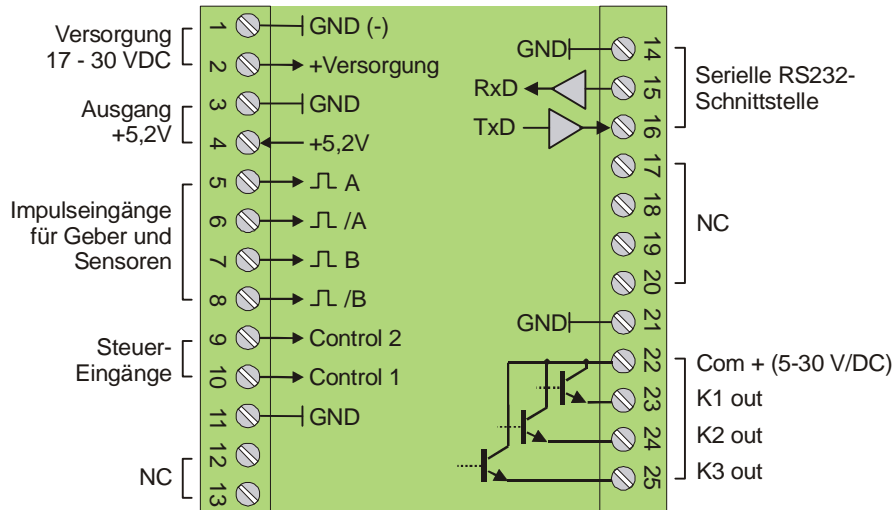 Versorgung
17 - 30 VDC
Ausgang
+5,2V
Impulseingänge
für Geber und
Sensoren
Steuer-
Eingänge
NC
1
2
3
4
5
6
7
8
9
10
11
12
13
GND (-)
+Versorgung
GND
+5,2V
A
/A
B
/B
Control 2
Control 1
GND
GND
RxD
TxD
GND
14
15
16
17
18
19
20
21
22
23
24
25
Serielle RS232-
Schnittstelle
NC
Com + (5-30 V/DC)
K1 out
K2 out
K3 out